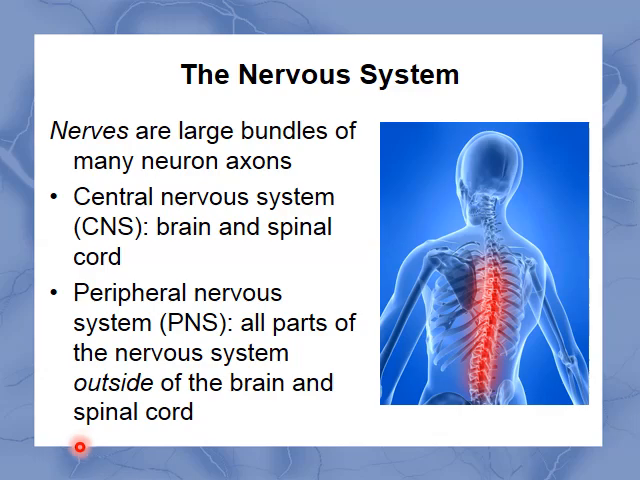 The Nervous System
Nerves are large bundles of
many neuron axons
• Central nervous system
(CNS): brain and spinal
cord
• Peripheral nervous
system (PNS): all parts of
the nervous system
outside of the brain and
spinal cord